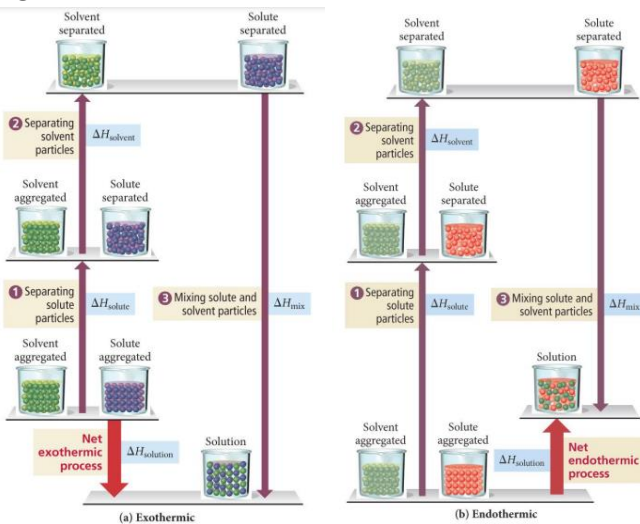 Solvent
separated
Solute
separated
2 Separating
solvent
particles
ΔHsolvent
Solvent
aggregated
Solute
separated
1 Separating
solute
particles
ΔHsolute
3 Mixing solute and
solvent particles
ΔHmix
Solvent
aggregated
Solute
aggregated
Net
exothermic
process
ΔHsolution
Solution
(a) Exothermic
Solvent
separated
Solute
separated
2 Separating
solvent
particles
ΔHsolvent
Solvent
aggregated
Solute
separated
1 Separating
solute
particles
ΔHsolute
3 Mixing solute and
solvent particles
ΔHmix
Solution
Solvent
aggregated
Solute
aggregated
ΔHsolution
Net
endothermic
process
(b) Endothermic